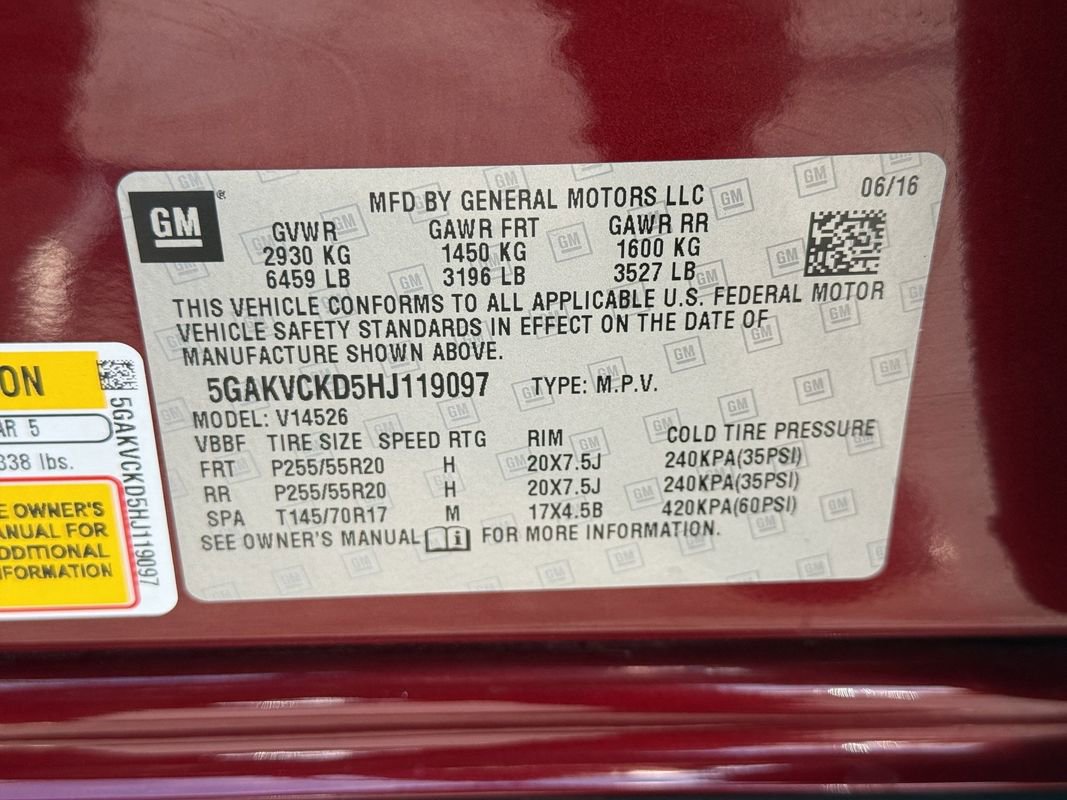 GM
MFD BY GENERAL MOTORS LLC 06/16
GVWR GAWR FRT GAWR RR
2930 KG 1450 KG 1600 KG
6459 LB 3196 LB 3527 LB
THIS VEHICLE CONFORMS TO ALL APPLICABLE U.S. FEDERAL MOTOR
VEHICLE SAFETY STANDARDS IN EFFECT ON THE DATE OF
MANUFACTURE SHOWN ABOVE.
5GAKVCKD5HJ119097 TYPE: M.P.V.
MODEL: V14526
VBBF TIRE SIZE SPEED RTG RIM COLD TIRE PRESSURE
FRT P255/55R20 H 20X7.5J 240KPA(35PSI)
RR P255/55R20 H 20X7.5J 240KPA(35PSI)
SPA T145/70R17 M 17X4.5B 420KPA(60PSI)
SEE OWNER'S MANUAL i FOR MORE INFORMATION.
ON
AR 5
338 lbs.
E OWNER'S
ANUAL FOR
DDITIONAL
FORMATION
5GAKVCKD5HJ119097